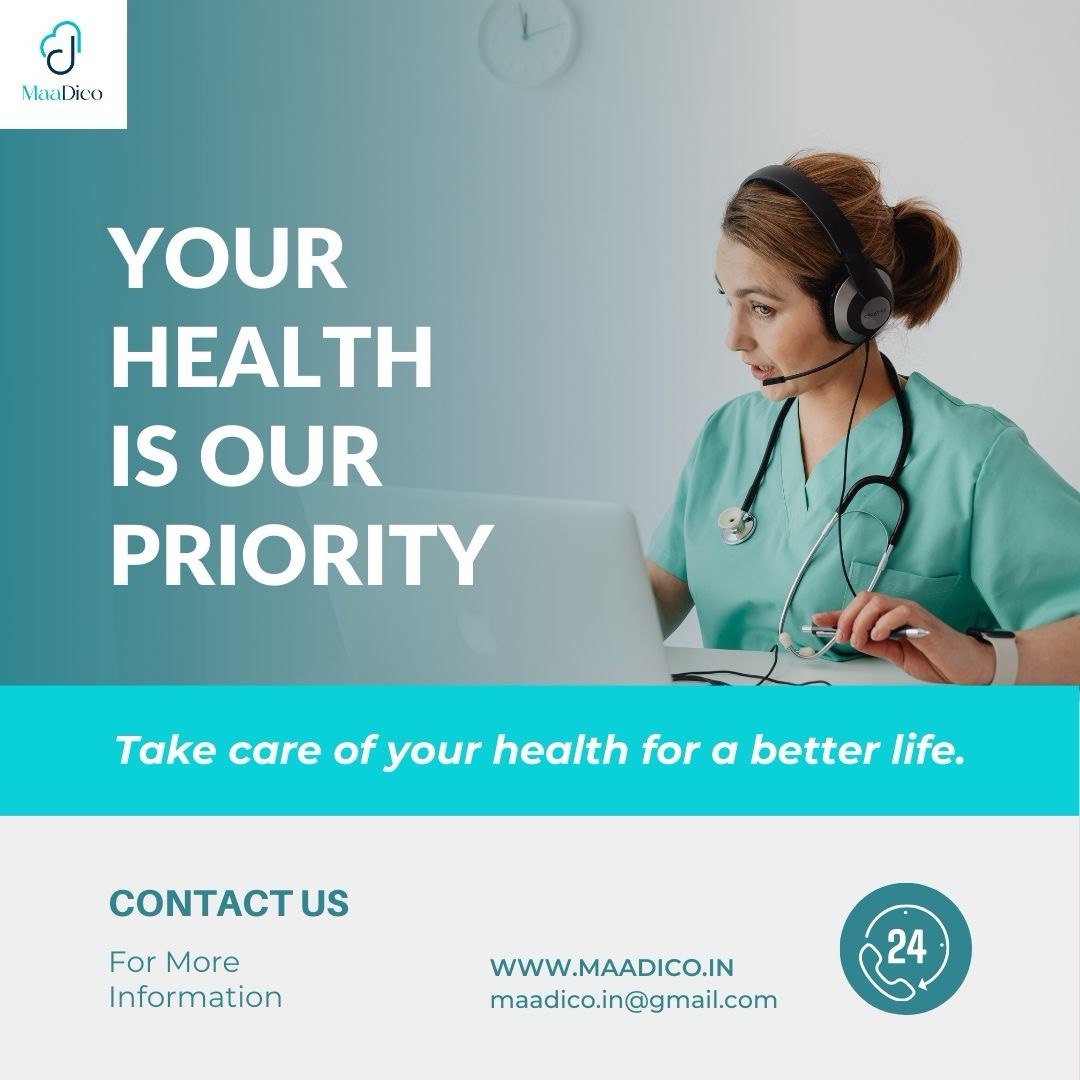 MaaDico
YOUR
HEALTH
IS OUR
PRIORITY
Take care of your health for a better life.
CONTACT US
For More
Information
WWW.MAADICO.IN
maadico.in@gmail.com
24